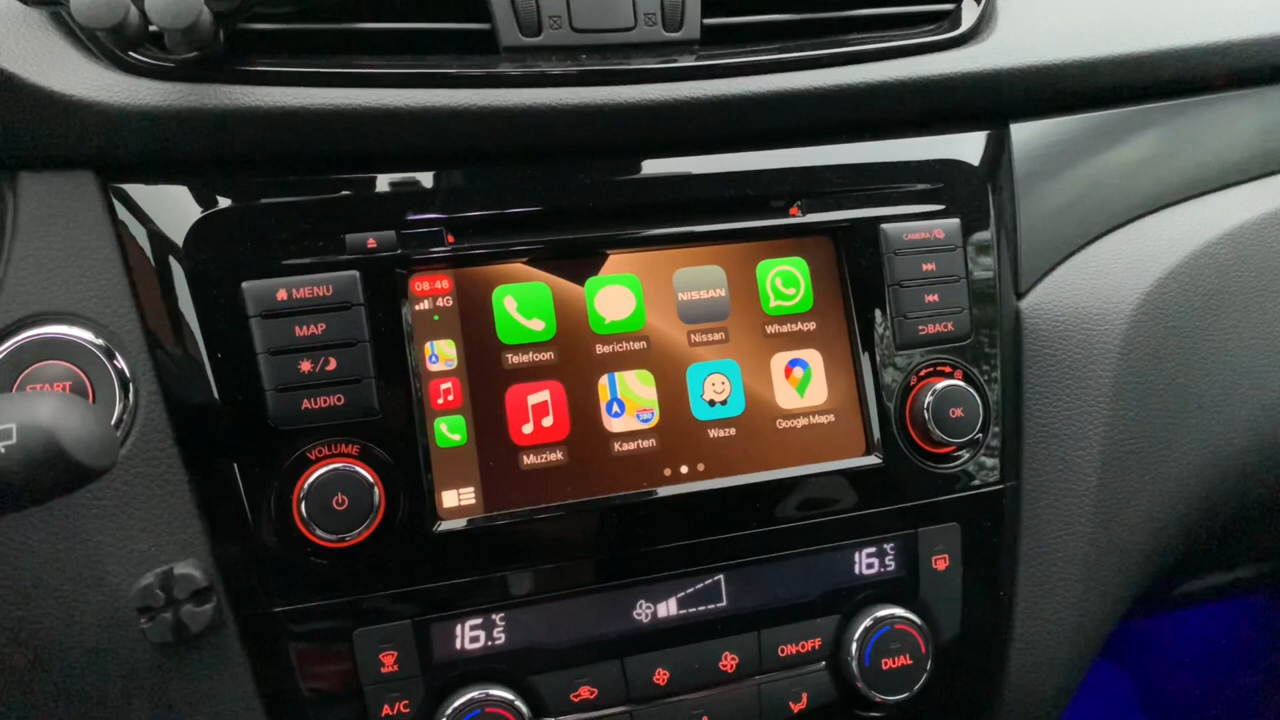 START
MENU
MAP
AUDIO
VOLUME
08:46
4G
Telefoon
Berichten
NISSAN
Nissan
WhatsApp
Muziek
280
Kaarten
Waze
Google Maps
CAMERA/
BACK
OK
16.5°C
16.5°C
MAX
A/C
ON·OFF
DUAL